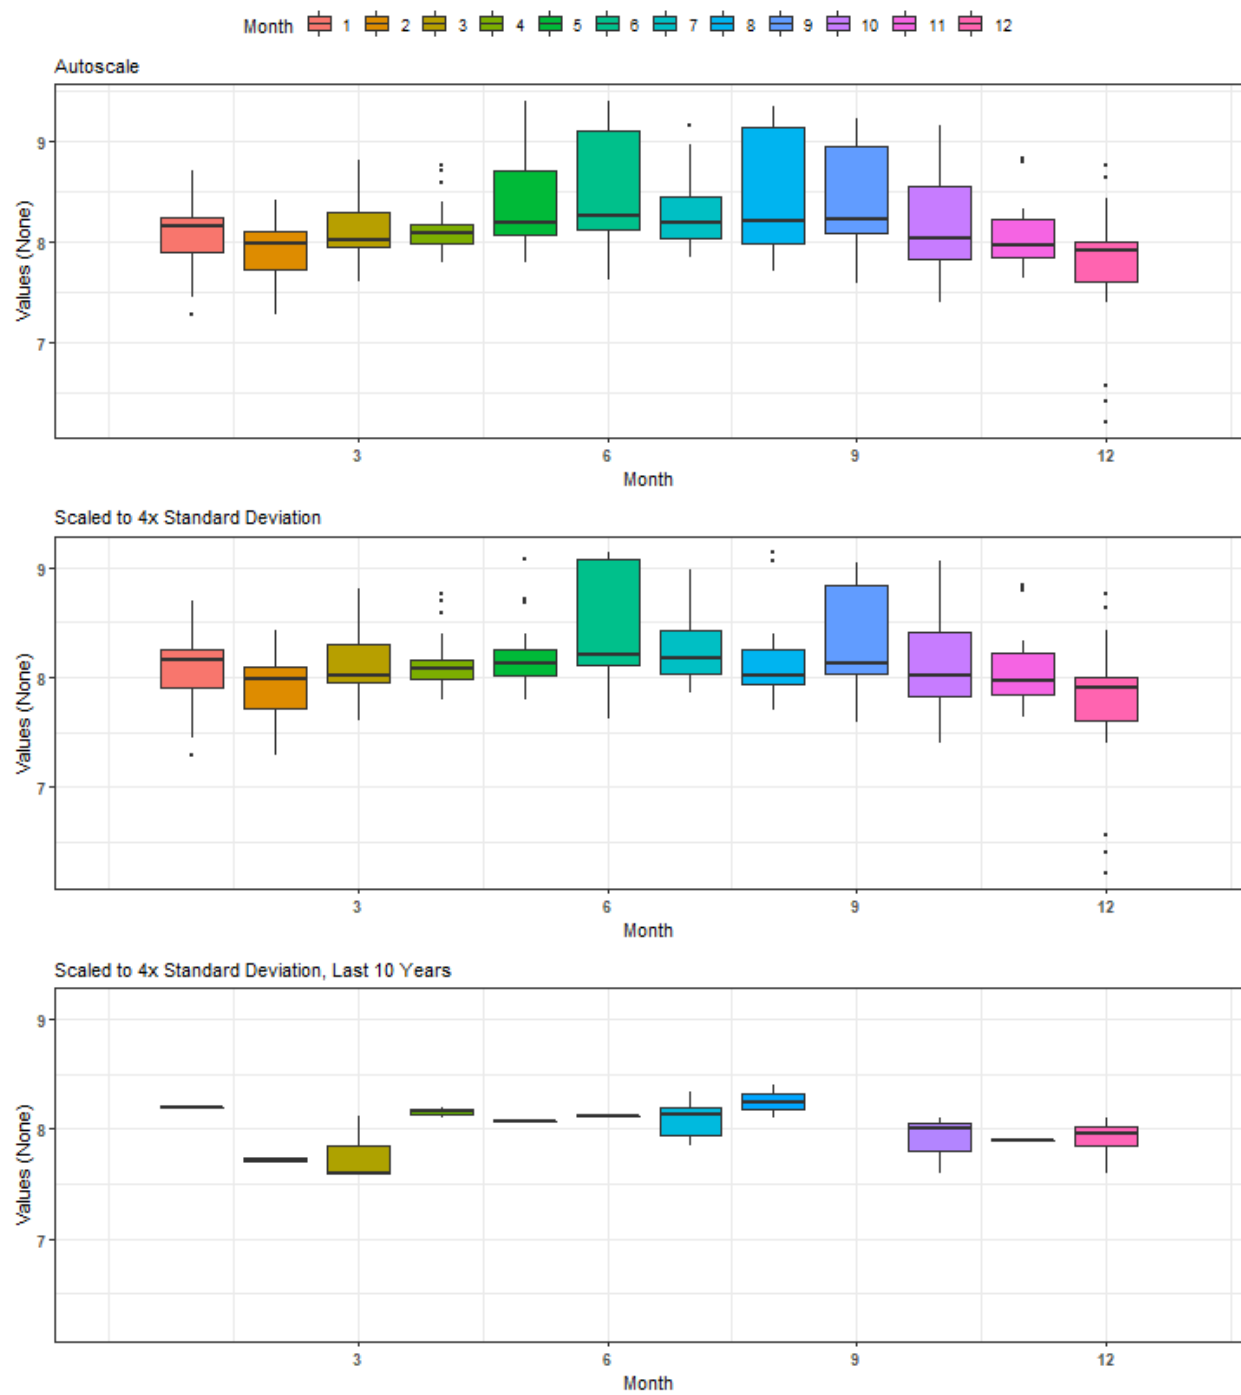 Month 1 2 3 4 5 6 7 8 9 10 11 12
Autoscale
Values (None)
9
8
7
3 6 9 12
Month
Scaled to 4x Standard Deviation
Values (None)
9
8
7
3 6 9 12
Month
Scaled to 4x Standard Deviation, Last 10 Years
Values (None)
9
8
7
3 6 9 12
Month